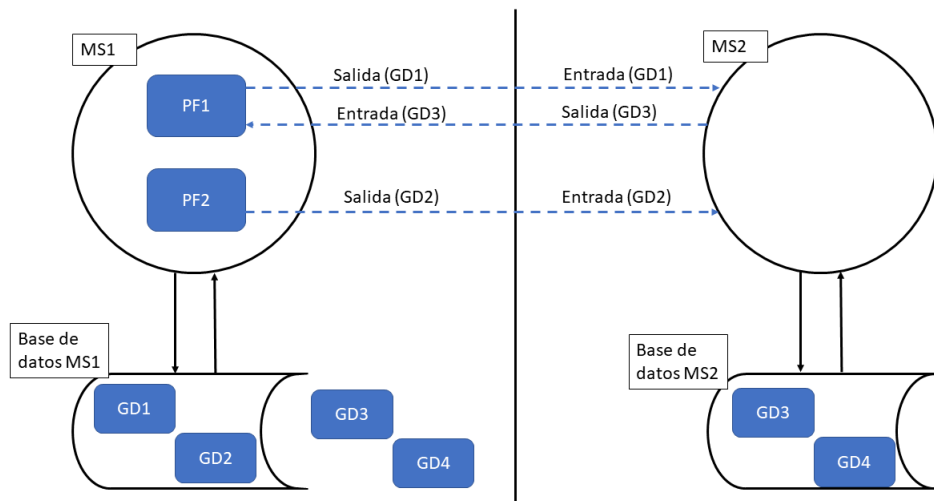 MS1
MS2
Salida (GD1)
Entrada (GD1)
PF1
Entrada (GD3)
Salida (GD3)
PF2
Salida (GD2)
Entrada (GD2)
Base de
datos MS1
Base de
datos MS2
GD1
GD3
GD2
GD4
GD3
GD4